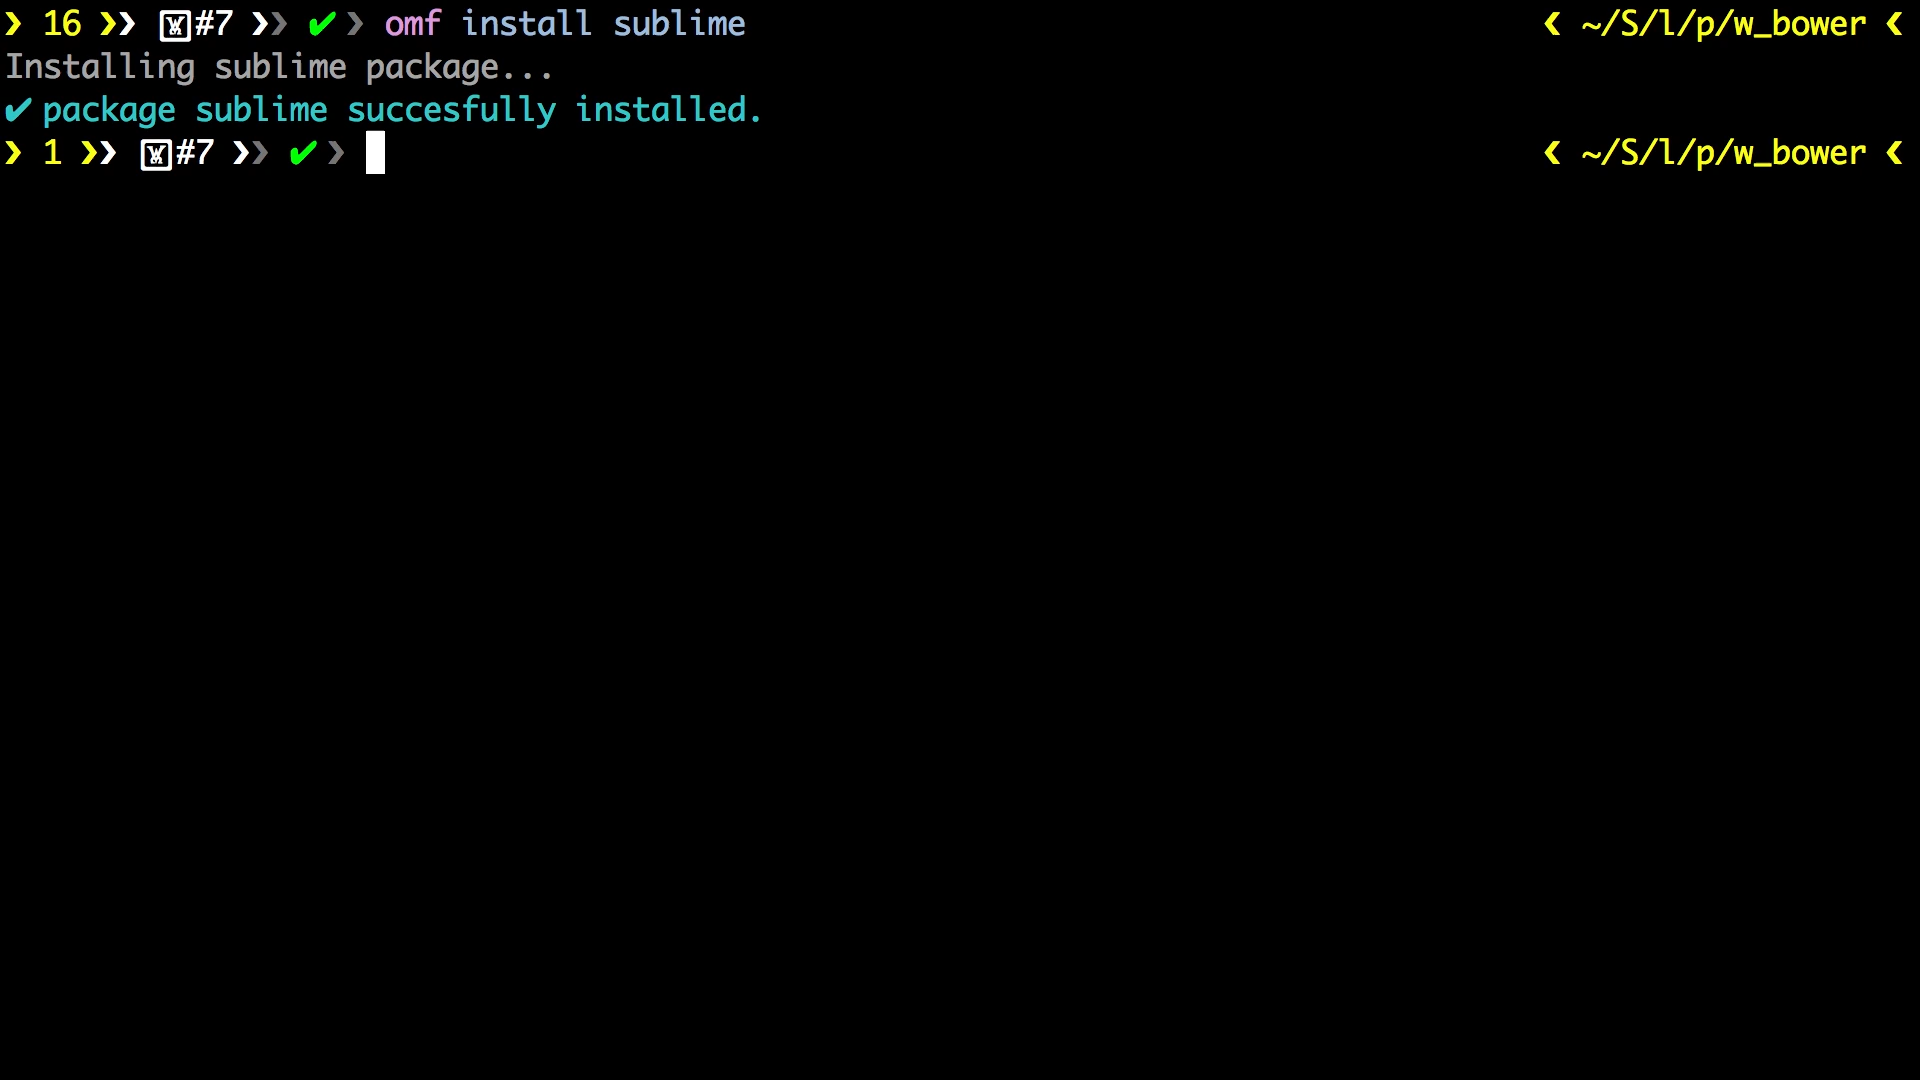 ❯ 16 ❯❯ 🅆#7 ❯❯ ✔ ❯ omf install sublime ❮ ~/S/l/p/w_bower ❮
Installing sublime package...
✔ package sublime succesfully installed.
❯ 1 ❯❯ 🅆#7 ❯❯ ✔ ❯ ❮ ~/S/l/p/w_bower ❮